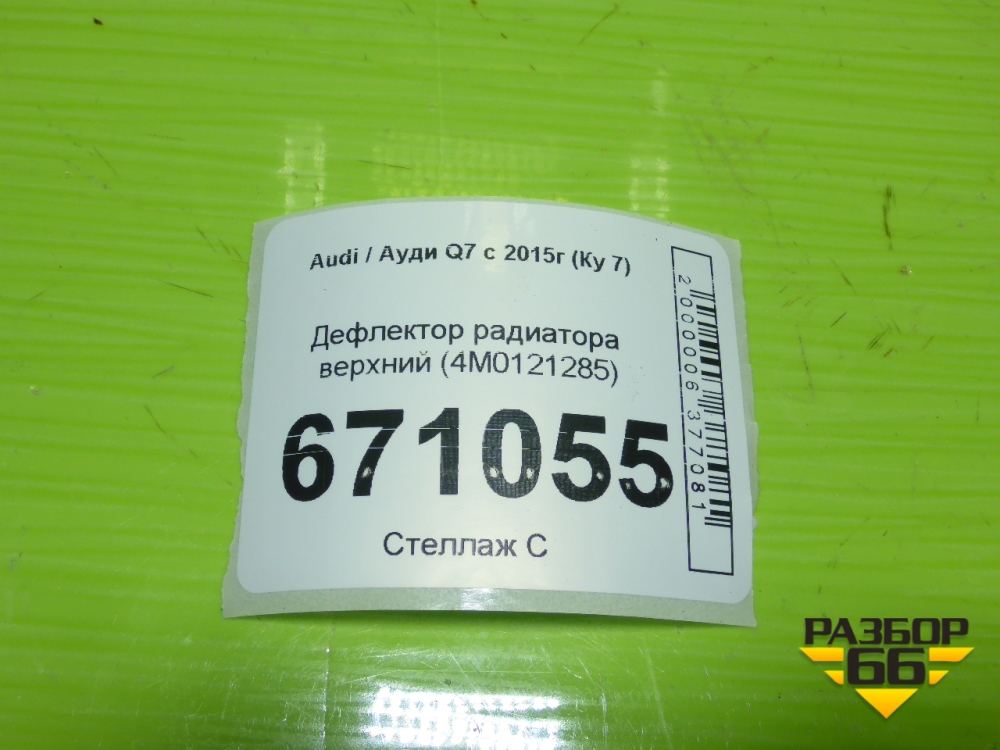 Audi / Ауди Q7 с 2015г (Ку 7)
Дефлектор радиатора
верхний (4M0121285)
671055
Стеллаж С
2000006377081
РАЗБОР
66